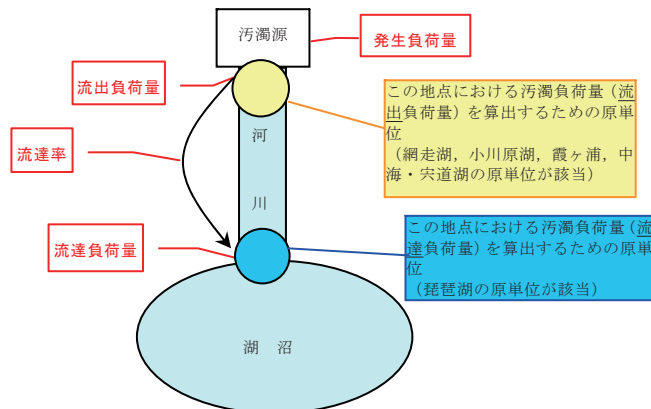 汚濁源
発生負荷量
流出負荷量
この地点における汚濁負荷量（流
出負荷量）を算出するための原単
位
（網走湖，小川原湖，霞ヶ浦，中
海・宍道湖の原単位が該当）
河
流達率
川
この地点における汚濁負荷量（流
達負荷量）を算出するための原単
位
（琵琶湖の原単位が該当）
流達負荷量
湖 沼